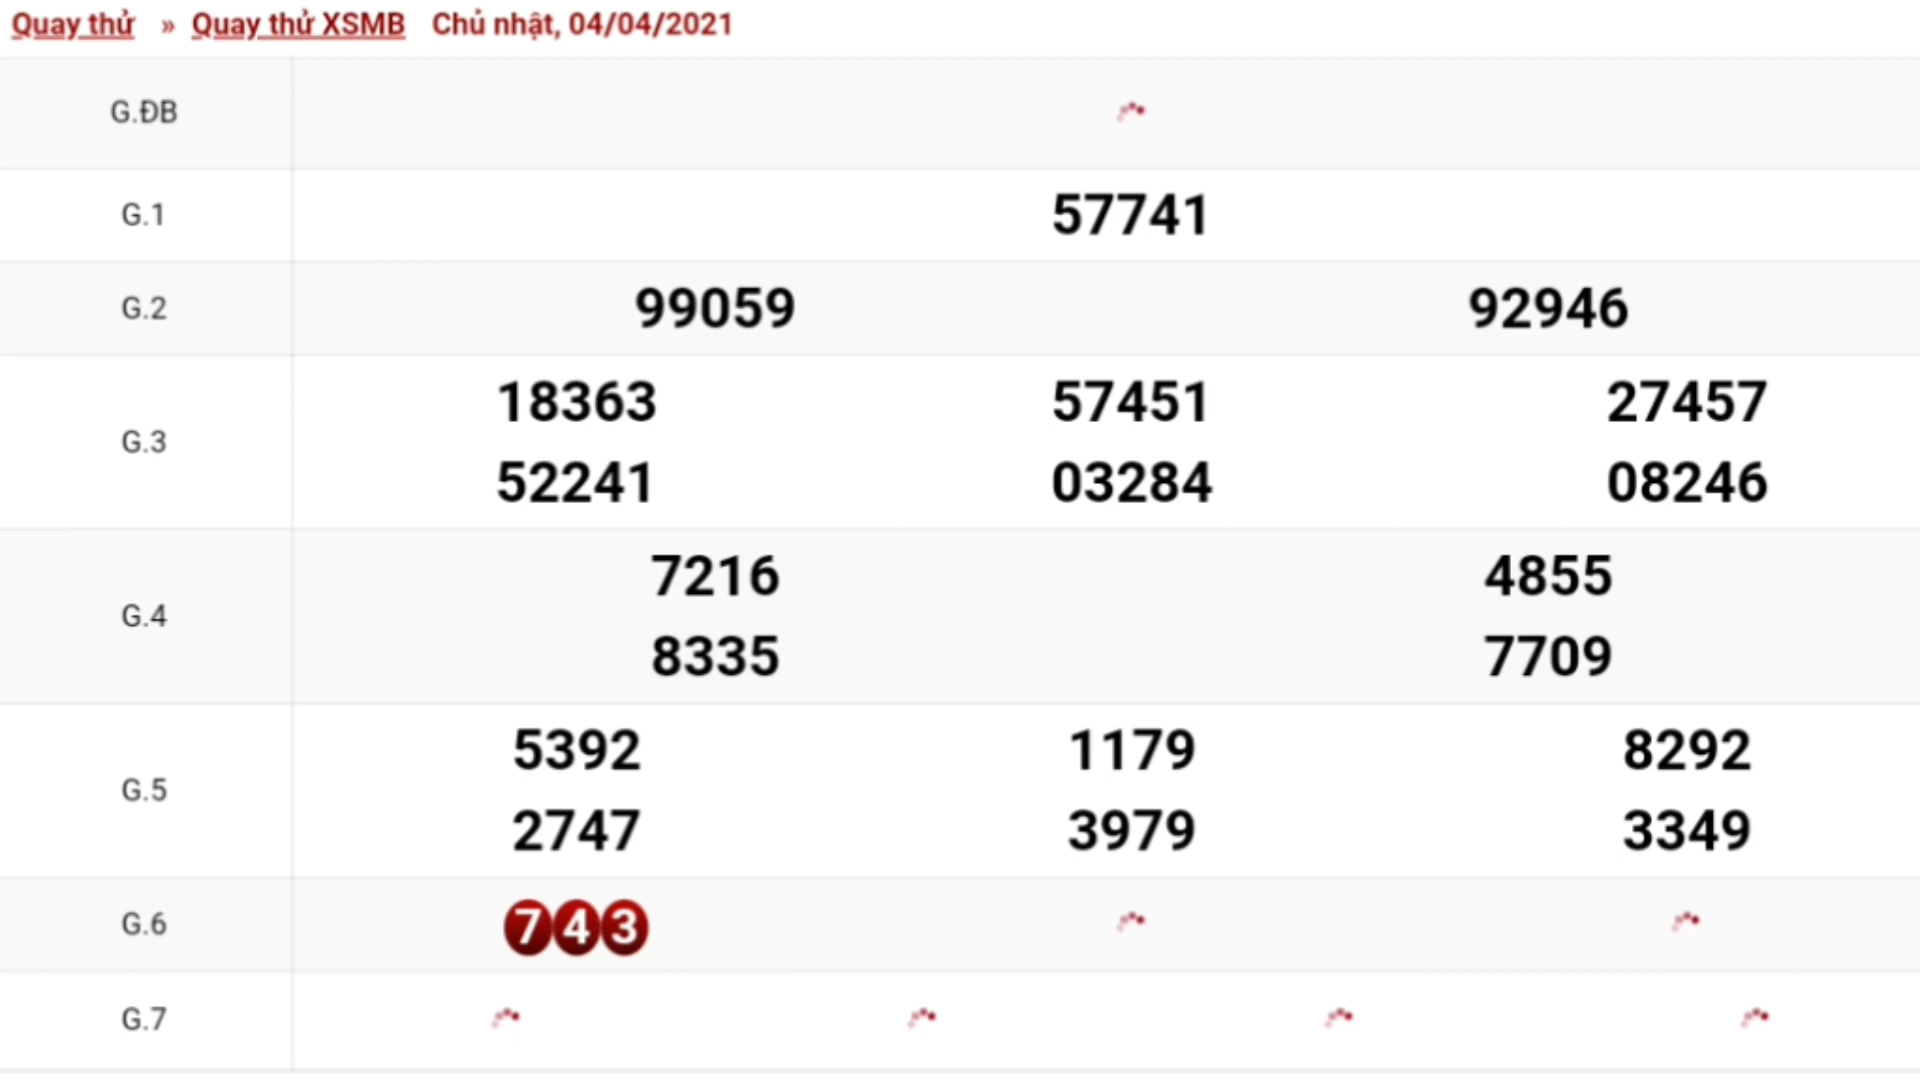 Quay thử » Quay thử XSMB Chủ nhật, 04/04/2021
G.ĐB
G.1 57741
G.2 99059 92946
G.3
18363 57451 27457
52241 03284 08246
G.4
7216 4855
8335 7709
G.5
5392 1179 8292
2747 3979 3349
G.6 743
G.7